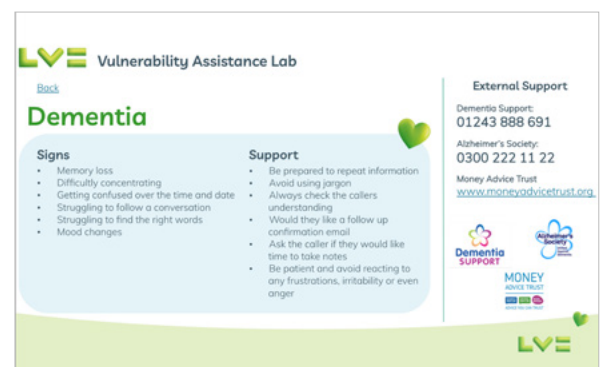 LVE Vulnerability Assistance Lab
Back
Dementia
Signs
• Memory loss
• Difficultly concentrating
• Getting confused over the time and date
• Struggling to follow a conversation
• Struggling to find the right words
• Mood changes
Support
• Be prepared to repeat information
• Avoid using jargon
• Always check the callers
understanding
• Would they like a follow up
confirmation email
• Ask the caller if they would like
time to take notes
• Be patient and avoid reacting to
any frustrations, irritability or even
anger
External Support
Dementia Support:
01243 888 691
Alzheimer's Society:
0300 222 11 22
Money Advice Trust
www.moneyadvicetrust.org
Dementia
SUPPORT
Alzheimer's
Society
MONEY
ADVICE TRUST
LVE